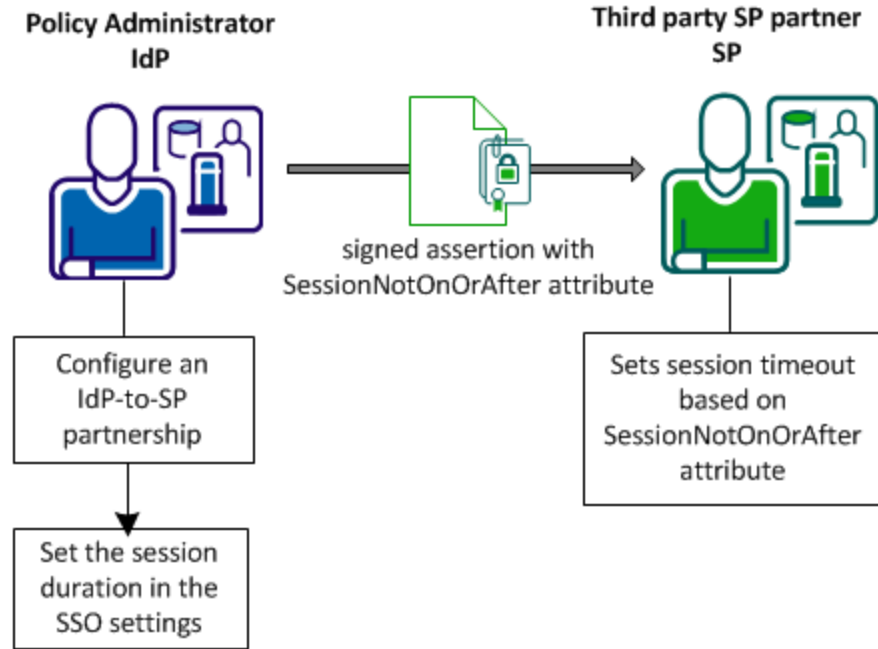 Policy Administrator
IdP
Third party SP partner
SP
signed assertion with
SessionNotOnOrAfter attribute
Configure an
IdP-to-SP
partnership
Set the session
duration in the
SSO settings
Sets session timeout
based on
SessionNotOnOrAfter
attribute